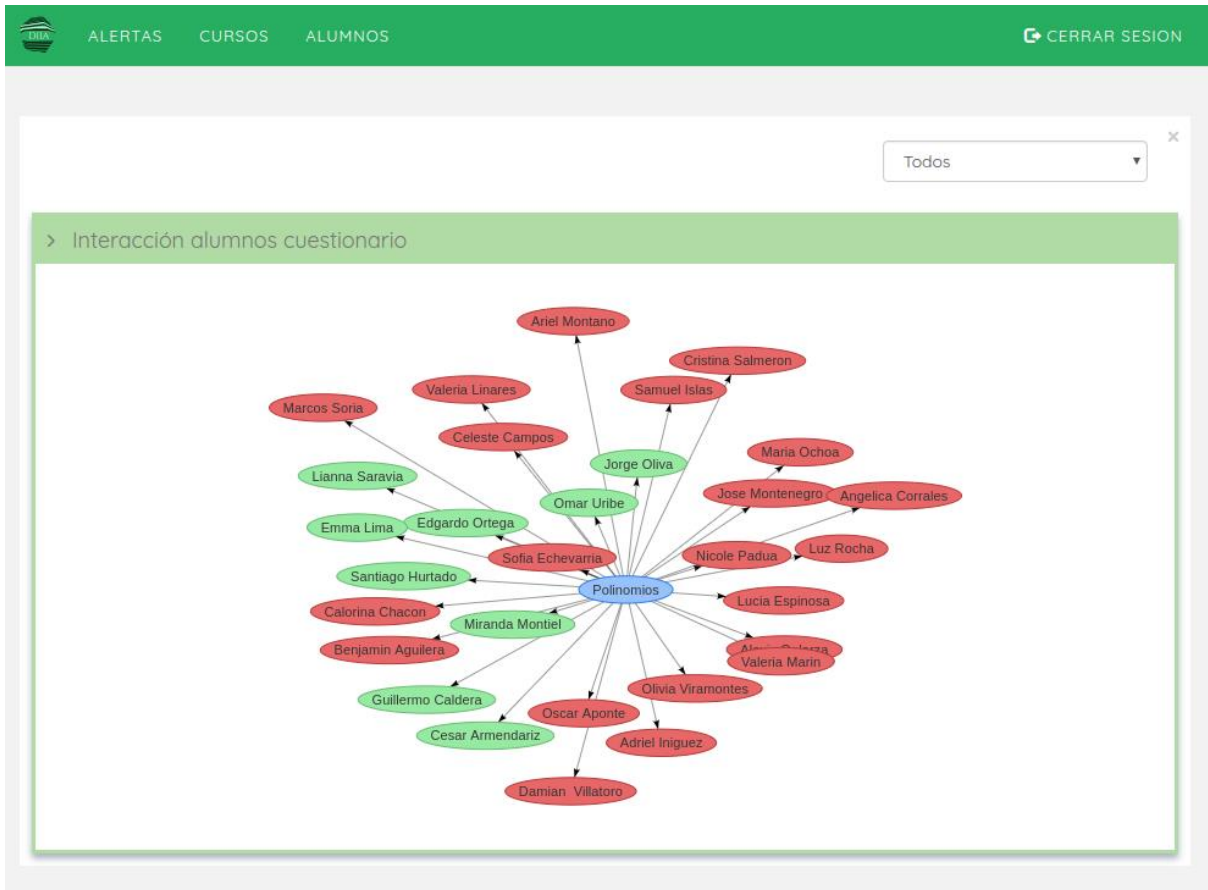 DIIA
ALERTAS CURSOS ALUMNOS CERRAR SESION
×
Todos
> Interacción alumnos cuestionario
Ariel Montano
Cristina Salmeron
Valeria Linares
Samuel Islas
Marcos Soria
Celeste Campos
Maria Ochoa
Jorge Oliva
Lianna Saravia
Jose Montenegro
Angelica Corrales
Omar Uribe
Edgardo Ortega
Emma Lima
Luz Rocha
Nicole Padua
Sofia Echevarria
Santiago Hurtado
Polinomios
Lucia Espinosa
Calorina Chacon
Miranda Montiel
Benjamin Aguilera
Valeria Marin
Olivia Viramontes
Guillermo Caldera
Oscar Aponte
Cesar Armendariz
Adriel Iniguez
Damian Villatoro